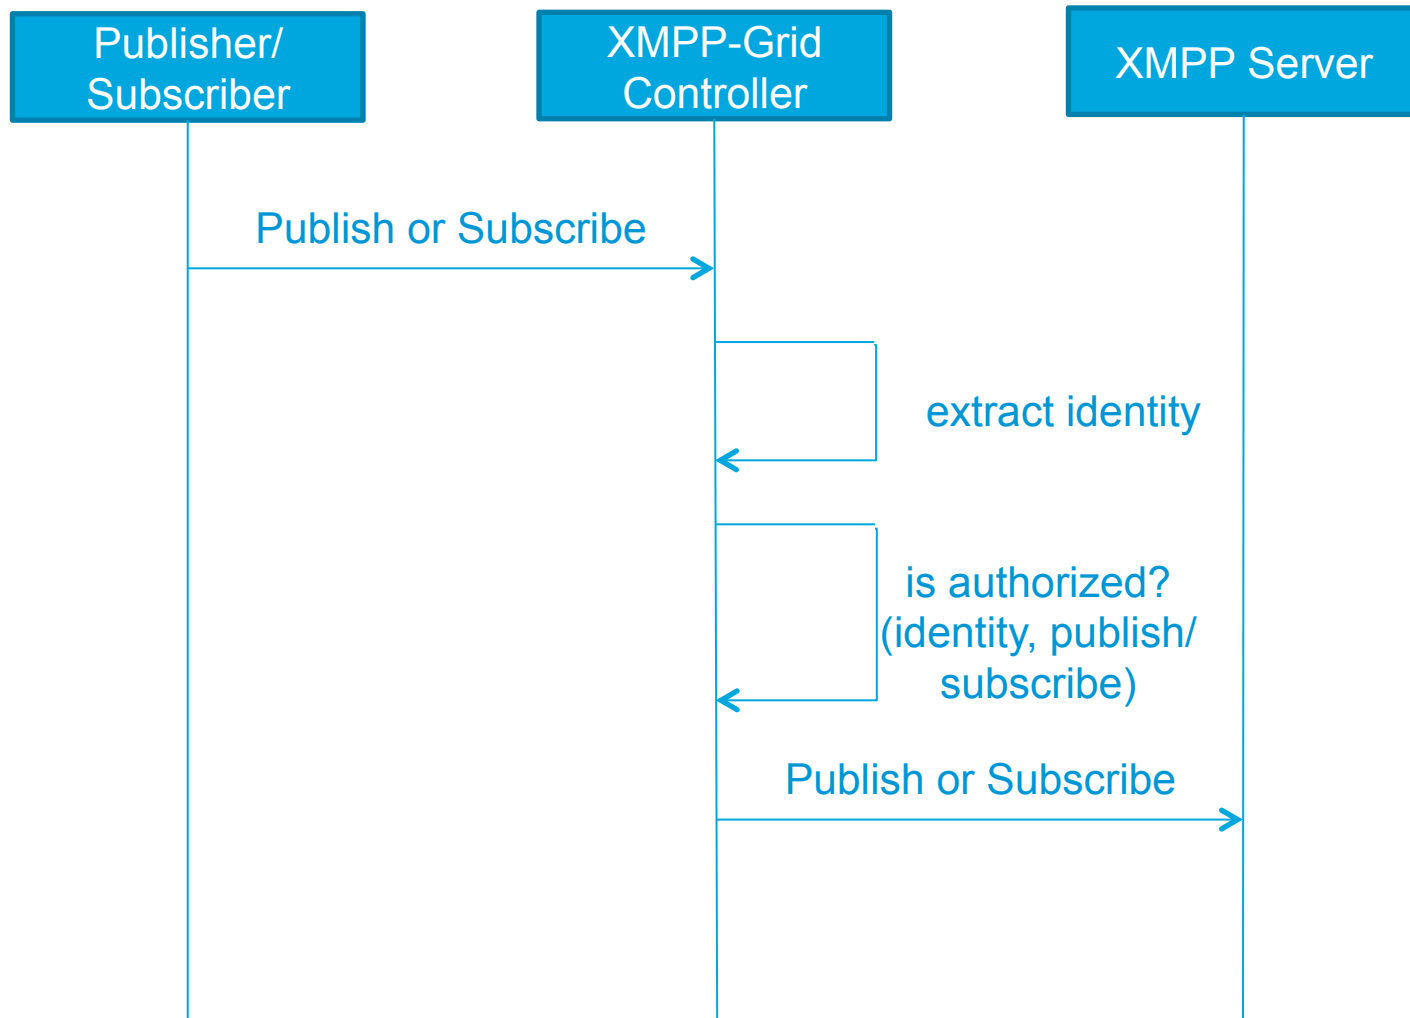 Publisher/
Subscriber
XMPP-Grid
Controller
XMPP Server
Publish or Subscribe
extract identity
is authorized?
(identity, publish/
subscribe)
Publish or Subscribe